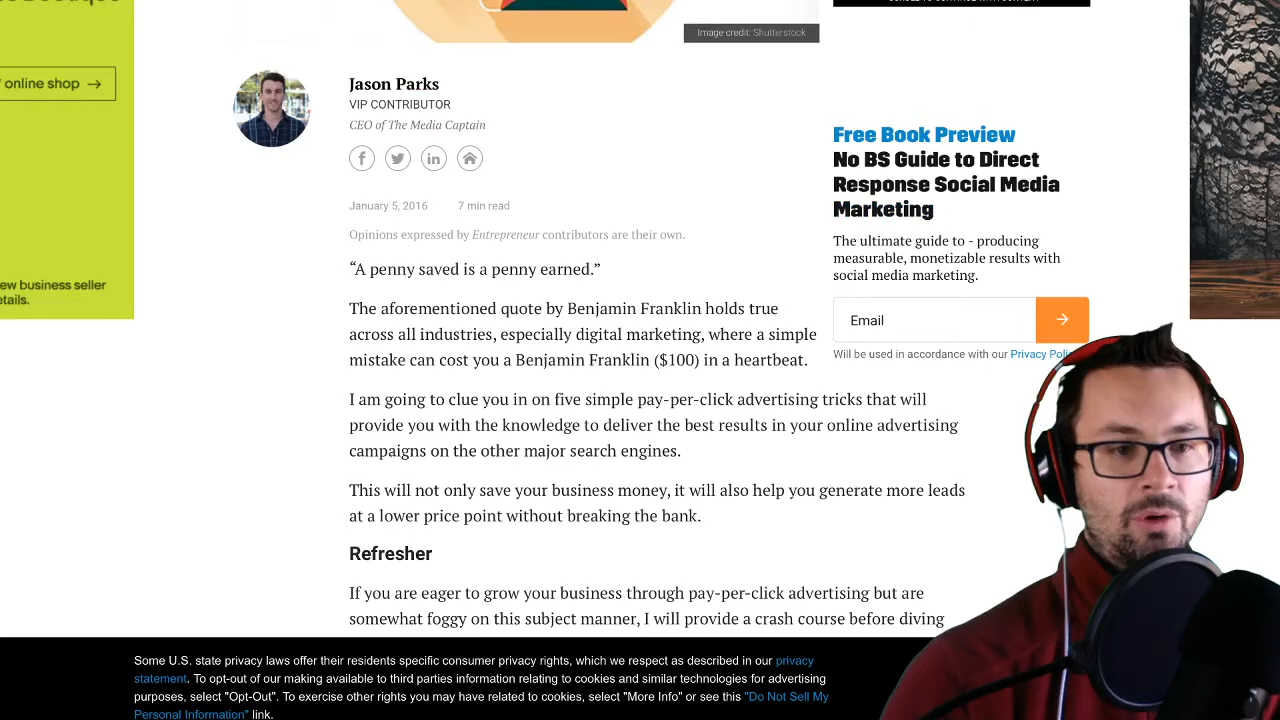 online shop →
ew business seller
etails.
Image credit: Shutterstock
Jason Parks
VIP CONTRIBUTOR
CEO of The Media Captain
January 5, 2016 7 min read
Opinions expressed by Entrepreneur contributors are their own.
“A penny saved is a penny earned.”
The aforementioned quote by Benjamin Franklin holds true
across all industries, especially digital marketing, where a simple
mistake can cost you a Benjamin Franklin ($100) in a heartbeat.
I am going to clue you in on five simple pay-per-click advertising tricks that will
provide you with the knowledge to deliver the best results in your online advertising
campaigns on the other major search engines.
This will not only save your business money, it will also help you generate more leads
at a lower price point without breaking the bank.
Refresher
If you are eager to grow your business through pay-per-click advertising but are
somewhat foggy on this subject manner, I will provide a crash course before diving
Free Book Preview
No BS Guide to Direct
Response Social Media
Marketing
The ultimate guide to - producing
measurable, monetizable results with
social media marketing.
Email
Will be used in accordance with our Privacy
Some U.S. state privacy laws offer their residents specific consumer privacy rights, which we respect as described in our privacy
statement. To opt-out of our making available to third parties information relating to cookies and similar technologies for advertising
purposes, select "Opt-Out". To exercise other rights you may have related to cookies, select "More Info" or see this "Do Not Sell My
Personal Information" link.